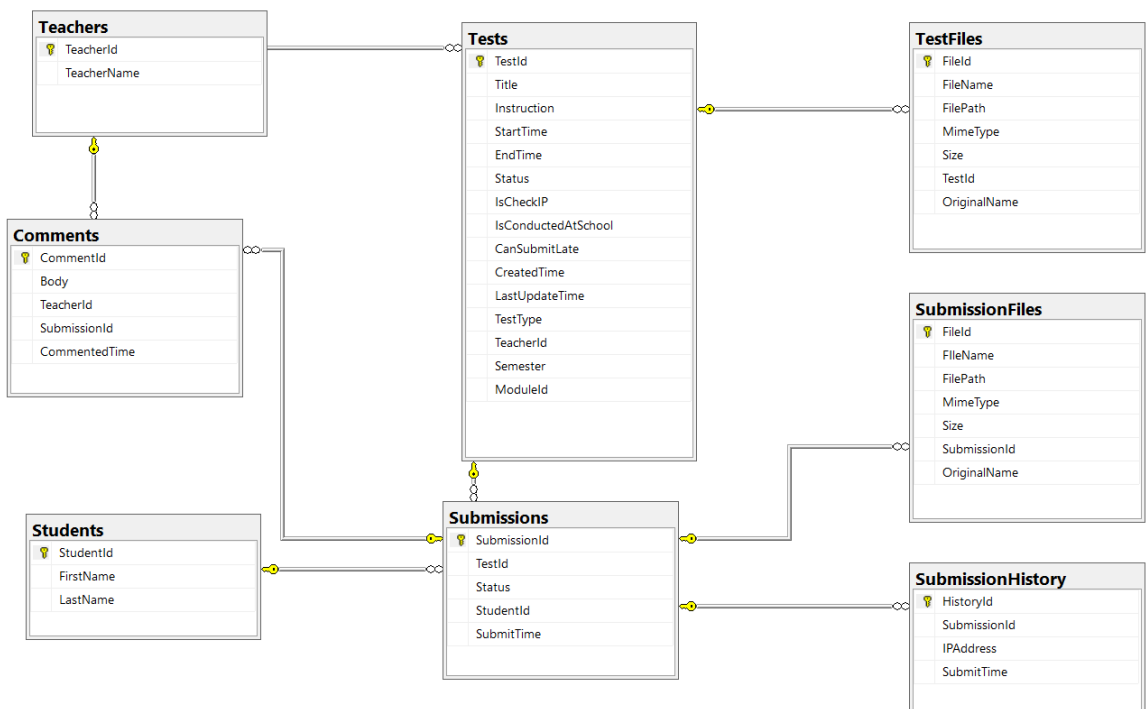 Teachers
TeacherId
TeacherName
Tests
TestId
Title
Instruction
StartTime
EndTime
Status
IsCheckIP
IsConductedAtSchool
CanSubmitLate
CreatedTime
LastUpdateTime
TestType
TeacherId
Semester
ModuleId
TestFiles
FileId
FileName
FilePath
MimeType
Size
TestId
OriginalName
Comments
CommentId
Body
TeacherId
SubmissionId
CommentedTime
SubmissionFiles
FileId
FIleName
FilePath
MimeType
Size
SubmissionId
OriginalName
Students
StudentId
FirstName
LastName
Submissions
SubmissionId
TestId
Status
StudentId
SubmitTime
SubmissionHistory
HistoryId
SubmissionId
IPAddress
SubmitTime